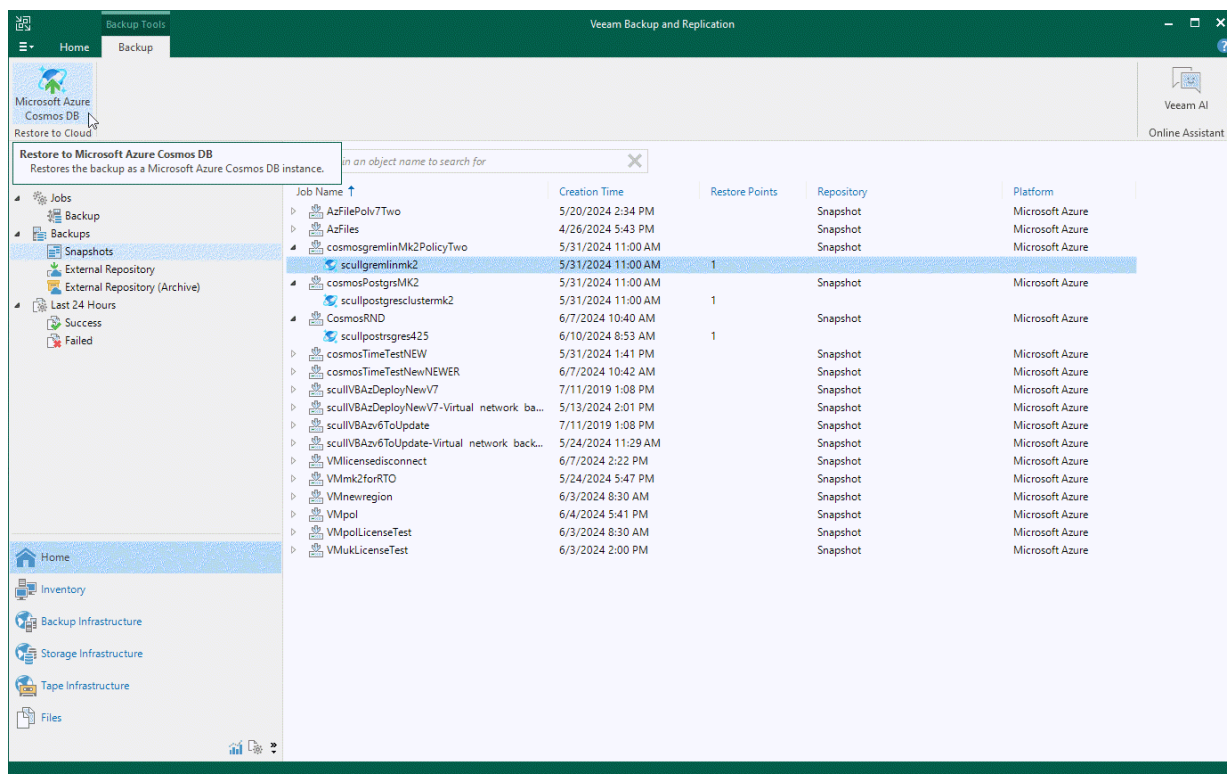 Backup Tools
Veeam Backup and Replication
Home
Backup
Microsoft Azure
Cosmos DB
Restore to Cloud
Veeam AI
Online Assistant
Restore to Microsoft Azure Cosmos DB
Restores the backup as a Microsoft Azure Cosmos DB instance.
in an object name to search for
Jobs
Backup
Backups
Snapshots
External Repository
External Repository (Archive)
Last 24 Hours
Success
Failed
Job Name Creation Time Restore Points Repository Platform
AzFilePolv7Two 5/20/2024 2:34 PM Snapshot Microsoft Azure
AzFiles 4/26/2024 5:43 PM Snapshot Microsoft Azure
cosmosgremlinMk2PolicyTwo 5/31/2024 11:00 AM Snapshot Microsoft Azure
scullgremlinmk2 5/31/2024 11:00 AM 1
cosmosPostgrsMK2 5/31/2024 11:00 AM Snapshot Microsoft Azure
scullpostgresclustermk2 5/31/2024 11:00 AM 1
CosmosRND 6/7/2024 10:40 AM Snapshot Microsoft Azure
scullpostrsgres425 6/10/2024 8:53 AM 1
cosmosTimeTestNEW 5/31/2024 1:41 PM Snapshot Microsoft Azure
cosmosTimeTestNewNEWER 6/7/2024 10:42 AM Snapshot Microsoft Azure
scullVBAzDeployNewV7 7/11/2019 1:08 PM Snapshot Microsoft Azure
scullVBAzDeployNewV7-Virtual network ba... 5/13/2024 2:01 PM Snapshot Microsoft Azure
scullVBAzv6ToUpdate 7/11/2019 1:08 PM Snapshot Microsoft Azure
scullVBAzv6ToUpdate-Virtual network back... 5/24/2024 11:29 AM Snapshot Microsoft Azure
VMlicensedisconnect 6/7/2024 2:22 PM Snapshot Microsoft Azure
VMmk2forRTO 5/24/2024 5:47 PM Snapshot Microsoft Azure
VMnewregion 6/3/2024 8:30 AM Snapshot Microsoft Azure
VMpol 6/4/2024 5:41 PM Snapshot Microsoft Azure
VMpolLicenseTest 6/3/2024 8:30 AM Snapshot Microsoft Azure
VMukLicenseTest 6/3/2024 2:00 PM Snapshot Microsoft Azure
Home
Inventory
Backup Infrastructure
Storage Infrastructure
Tape Infrastructure
Files